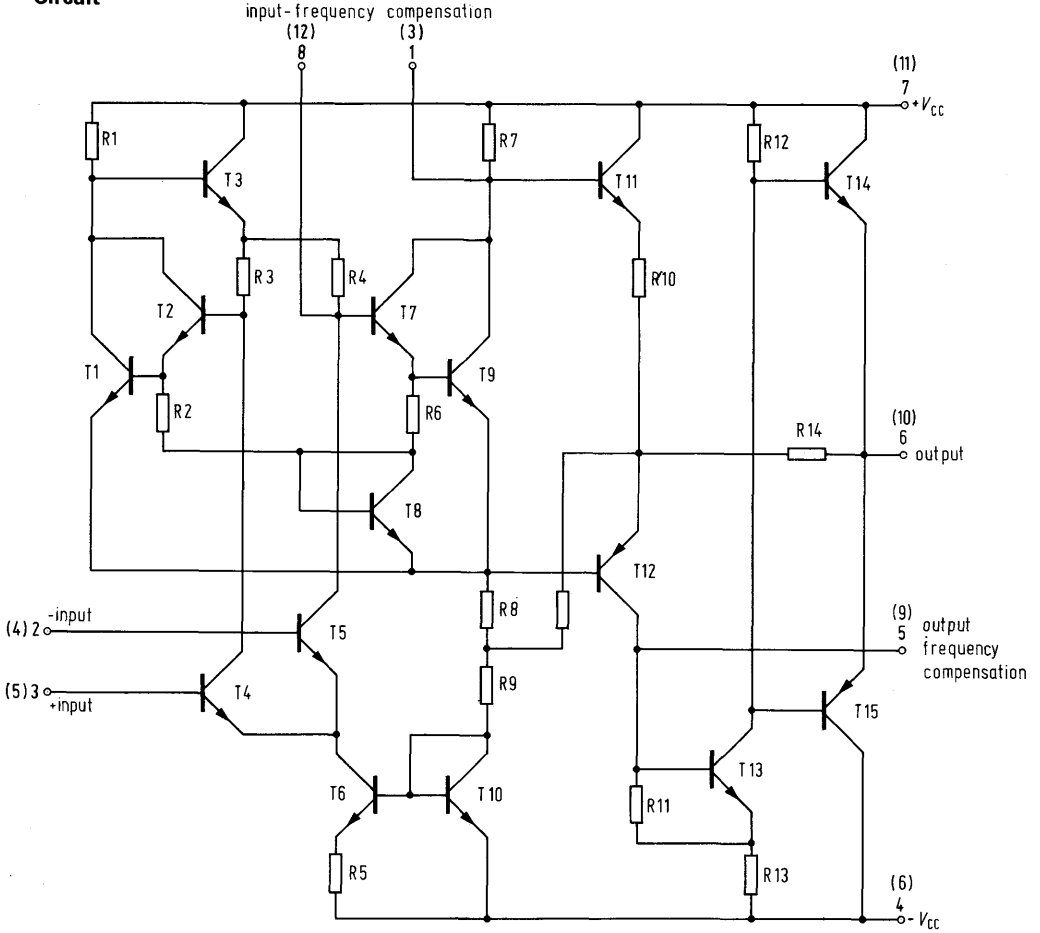 Circuit
input-frequency compensation
(12)
8
(3)
1
(11)
7
+VCC
R1
T3
R7
T11
R12
T14
R3
R4
R10
T2
T7
T1
R2
R6
T9
R14
(10)
6
output
T8
T12
-input
(4) 2
T5
R8
(9)
5
output
frequency
compensation
(5) 3
+input
T4
R9
T15
T6
T10
T13
R11
R5
R13
(6)
4
-VCC